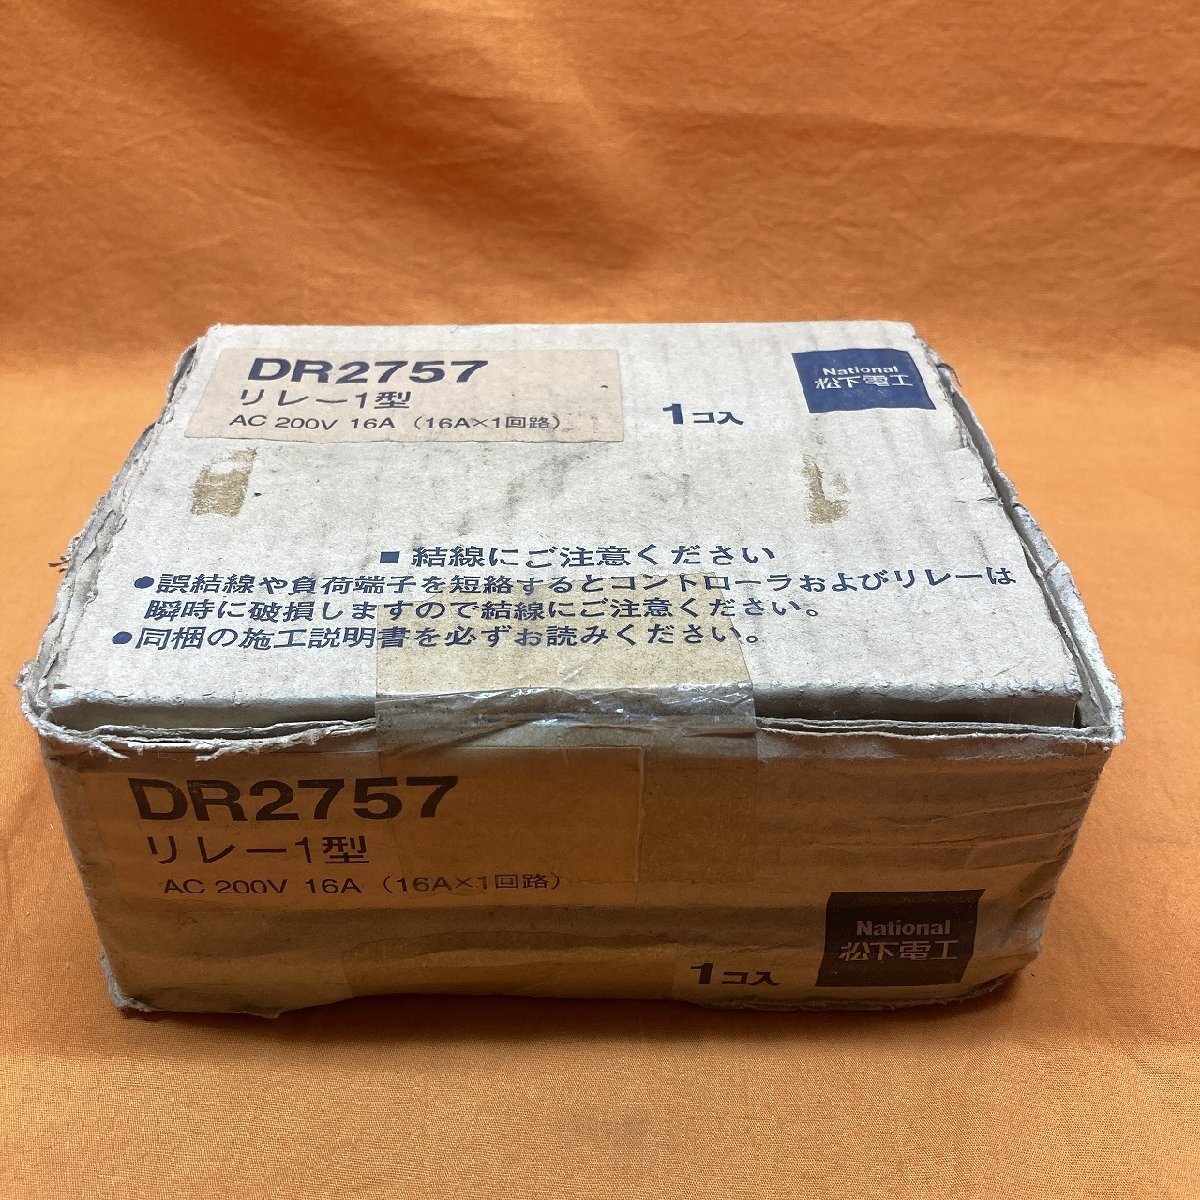 DR2757
リレー1型
AC 200V 16A (16A×1回路)
1コ入
National
松下電工
■ 結線にご注意ください
●誤結線や負荷端子を短絡するとコントローラおよびリレーは
瞬時に破損しますので結線にご注意ください。
●同梱の施工説明書を必ずお読みください。
DR2757
リレー1型
AC 200V 16A (16A×1回路)
1コ入
National
松下電工